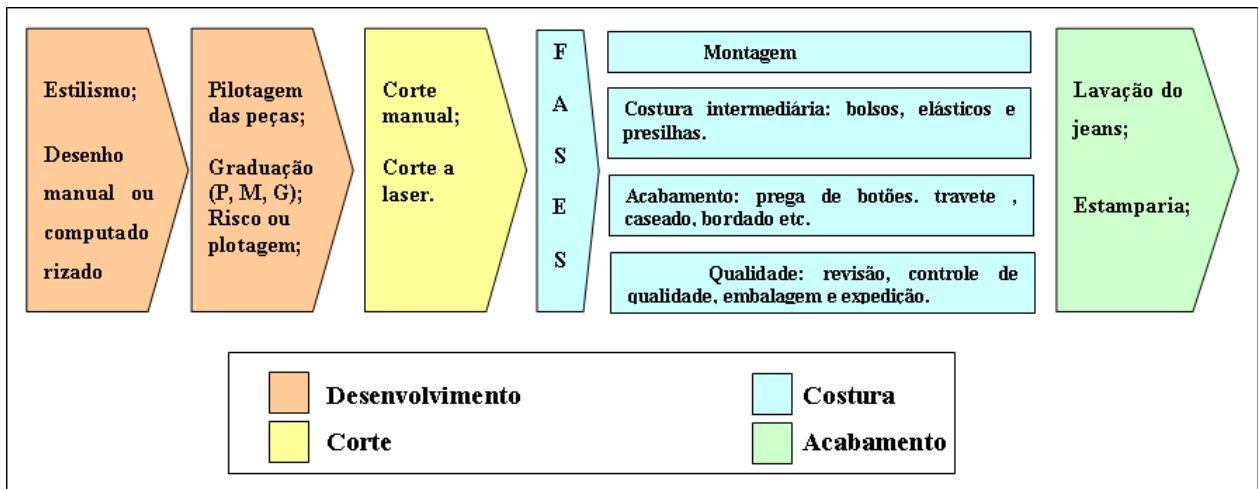 Estilismo;
Desenho
manual ou
computado
rizado
Pilotagem
das peças;
Graduação
(P, M, G);
Risco ou
plotagem;
Corte
manual;
Corte a
laser.
F
A
S
E
S
Montagem
Costura intermediária: bolsos, elásticos e
presilhas.
Acabamento: prega de botões. travete ,
caseado, bordado etc.
Qualidade: revisão, controle de
qualidade, embalagem e expedição.
Lavação do
jeans;
Estamparia;
Desenvolvimento
Corte
Costura
Acabamento